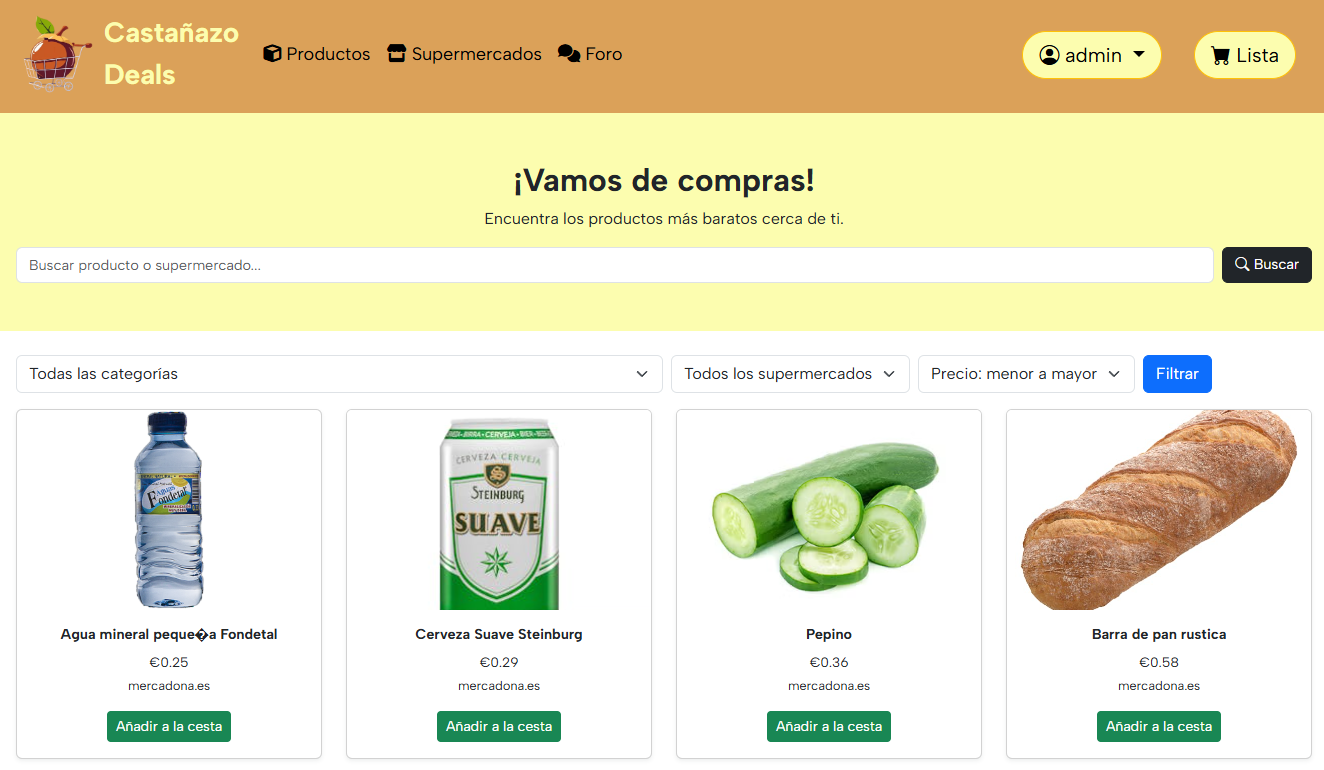 Castañazo
Deals
Productos
Supermercados
Foro
admin
Lista
¡Vamos de compras!
Encuentra los productos más baratos cerca de ti.
Buscar producto o supermercado...
Buscar
Todas las categorías
Todos los supermercados
Precio: menor a mayor
Filtrar
Fondetal
CERVEZA CERVEJA
STEINBURG
SUAVE
Agua mineral peque�a Fondetal
€0.25
mercadona.es
Añadir a la cesta
Cerveza Suave Steinburg
€0.29
mercadona.es
Añadir a la cesta
Pepino
€0.36
mercadona.es
Añadir a la cesta
Barra de pan rustica
€0.58
mercadona.es
Añadir a la cesta